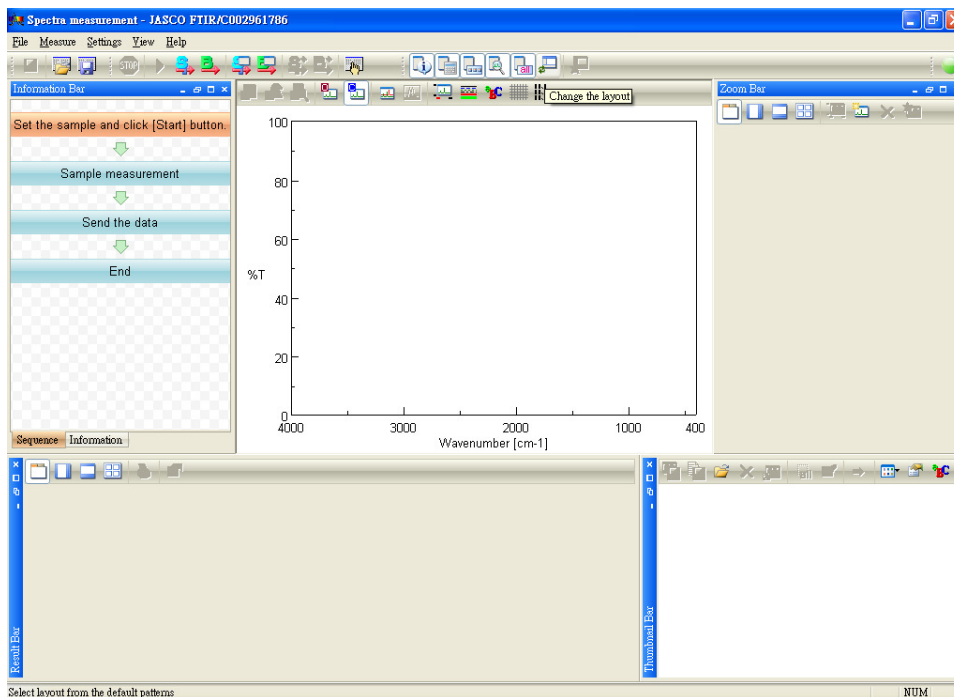 Spectra measurement - JASCO FTIR/C002961786
File Measure Settings View Help
STOP
Information Bar
Change the layout
Zoom Bar
Set the sample and click [Start] button.
Sample measurement
Send the data
End
100
80
60
%T
40
20
0
4000 3000 2000 1000 400
Wavenumber [cm-1]
Sequence Information
Result Bar
Thumbnail Bar
Select layout from the default patterns
NUM